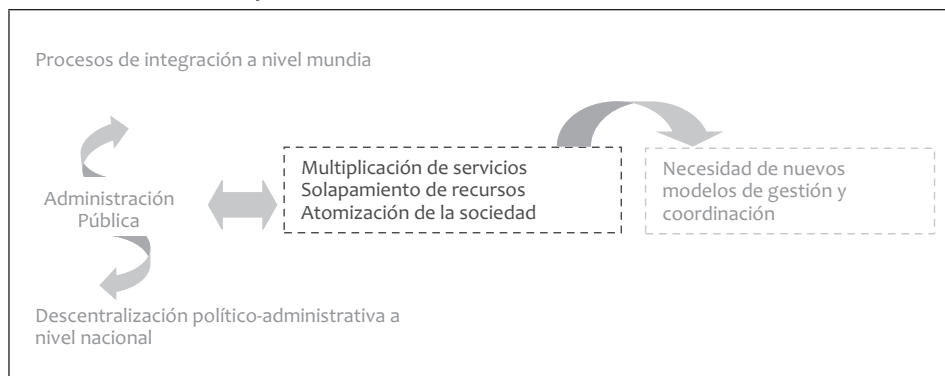 Procesos de integración a nivel mundia
Multiplicación de servicios
Solapamiento de recursos
Atomización de la sociedad
Necesidad de nuevos
modelos de gestión y
coordinación
Administración
Pública
Descentralización político-administrativa a
nivel nacional